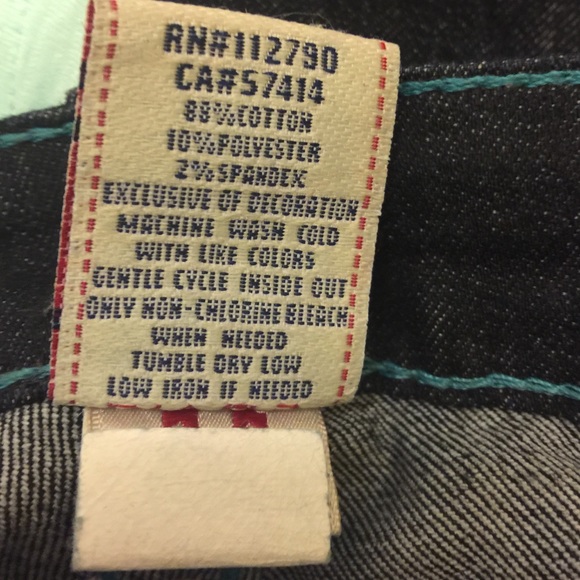 RN#112790
CA#57414
88%COTTON
10%POLYESTER
2%SPANDEX
EXCLUSIVE OF DECORATION
MACHINE WASH COLD
WITH LIKE COLORS
GENTLE CYCLE INSIDE OUT
ONLY NON-CHLORINE BLEACH
WHEN NEEDED
TUMBLE DRY LOW
LOW IRON IF NEEDED